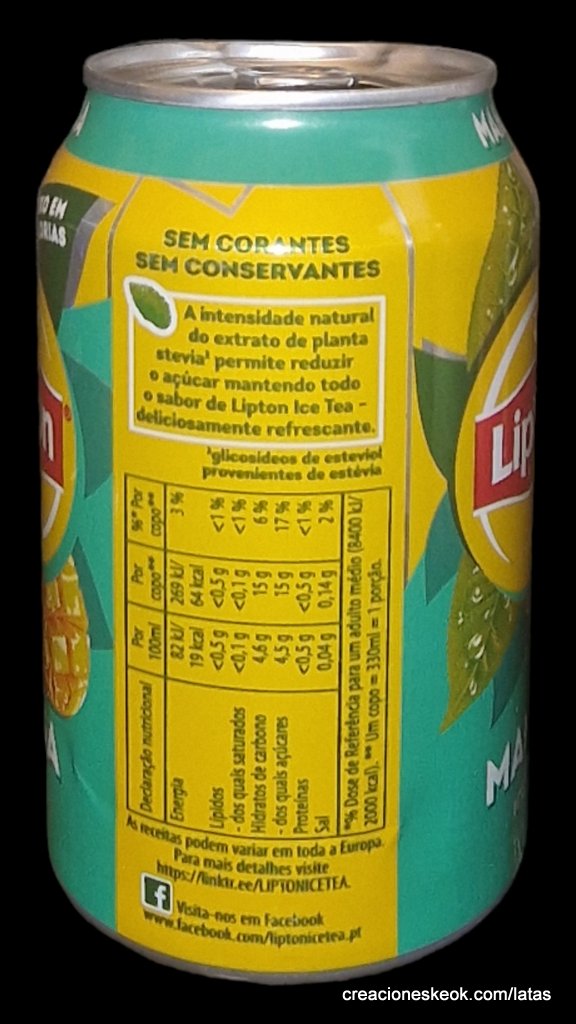 SEM CORANTES
SEM CONSERVANTES
A intensidade natural
do extrato de planta
stevia¹ permite reduzir
o açúcar mantendo todo
o sabor de Lipton Ice Tea -
deliciosamente refrescante.
¹glicosídeos de esteviol
provenientes de estévia
Declaração nutricional Por 100ml Por copo** %* Por copo**
Energia 82 kJ/ 19 kcal 269 kJ/ 64 kcal 3 %
Lípidos <0,5 g <0,5 g <1 %
- dos quais saturados <0,1 g <0,1 g <1 %
Hidratos de carbono 4,6 g 15 g 6 %
- dos quais açúcares 4,5 g 15 g 17 %
Proteínas <0,5 g <0,5 g <1 %
Sal 0,04 g 0,14 g 2 %
*% Dose de Referência para um adulto médio (8400 kJ/
2000 kcal). ** Um copo = 330ml = 1 porção.
As receitas podem variar em toda a Europa.
Para mais detalhes visite
https://linktr.ee/LIPTONICETEA.
f Visita-nos em Facebook
www.facebook.com/liptonicetea.pt
Lip
MA
creacioneskeok.com/latas